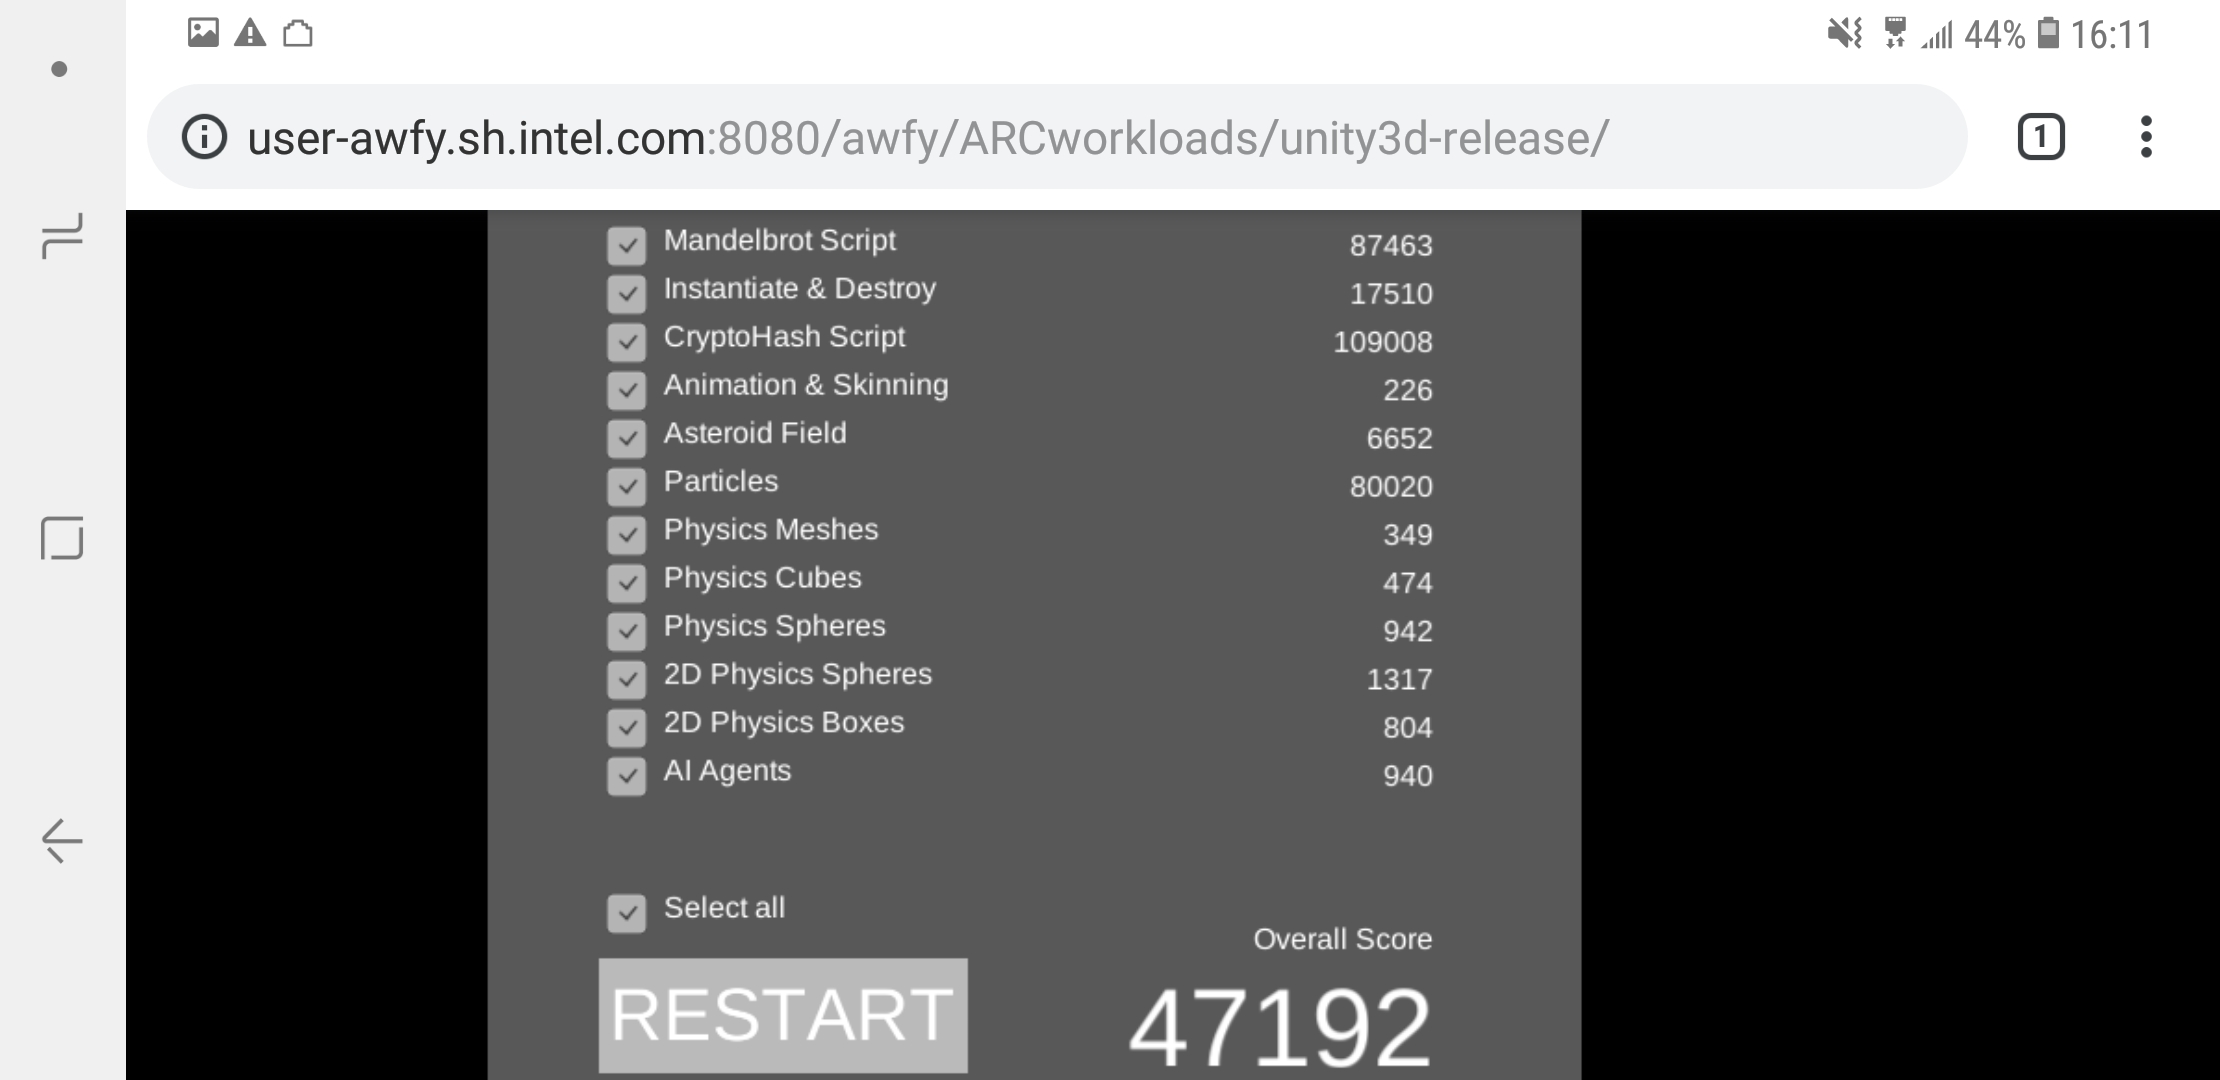 44% 16:11
user-awfy.sh.intel.com:8080/awfy/ARCworkloads/unity3d-release/ 1
Mandelbrot Script 87463
Instantiate & Destroy 17510
CryptoHash Script 109008
Animation & Skinning 226
Asteroid Field 6652
Particles 80020
Physics Meshes 349
Physics Cubes 474
Physics Spheres 942
2D Physics Spheres 1317
2D Physics Boxes 804
AI Agents 940
Select all
Overall Score
RESTART 47192